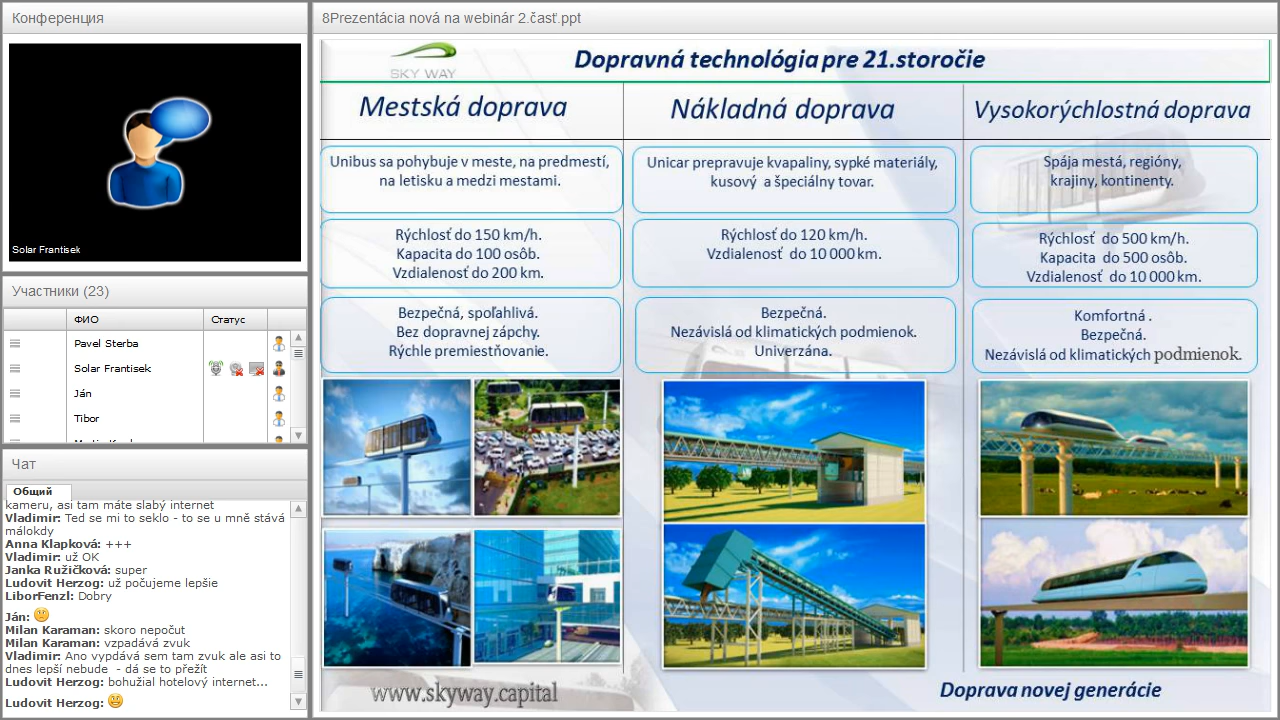 Конференция
Solar Frantisek
Участники (23)
ФИО
Статус
Pavel Sterba
Solar Frantisek
Ján
Tibor
Чат
Общий
kameru, asi tam máte slabý internet
Vladimir: Ted se mi to seklo - to se u mně stává
málokdy
Anna Klapková: +++
Vladimir: už OK
Janka Ružičková: super
Ludovit Herzog: už počujeme lepšie
LiborFenzl: Dobry
Ján:
Milan Karaman: skoro nepočut
Milan Karaman: vzpadává zvuk
Vladimir: Ano vypdává sem tam zvuk ale asi to
dnes lepší nebude - dá se to přežít
Ludovit Herzog: bohužial hotelový internet...
Ludovit Herzog:
8Prezentácia nová na webinár 2.časť.ppt
SKY WAY
Dopravná technológia pre 21.storočie
Mestská doprava
Unibus sa pohybuje v meste, na predmestí,
na letisku a medzi mestami.
Rýchlosť do 150 km/h.
Kapacita do 100 osôb.
Vzdialenosť do 200 km.
Bezpečná, spoľahlivá.
Bez dopravnej zápchy.
Rýchle premiestňovanie.
Nákladná doprava
Unicar prepravuje kvapaliny, sypké materiály,
kusový a špeciálny tovar.
Rýchlosť do 120 km/h.
Vzdialenosť do 10 000 km.
Bezpečná.
Nezávislá od klimatických podmienok.
Univerzána.
Vysokorýchlostná doprava
Spája mestá, regióny,
krajiny, kontinenty.
Rýchlosť do 500 km/h.
Kapacita do 500 osôb.
Vzdialenosť do 10 000 km.
Komfortná .
Bezpečná.
Nezávislá od klimatických podmienok.
www.skyway.capital
Doprava novej generácie